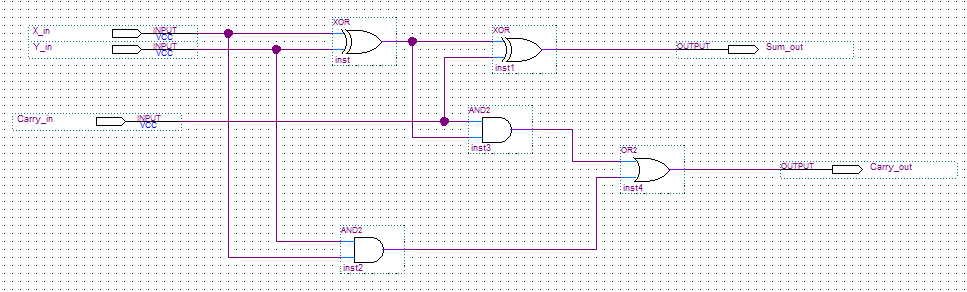 XOR
X_in INPUT
VCC
XOR
Y_in INPUT
VCC
OUTPUT Sum_out
inst
inst1
AND2
Carry_in INPUT
VCC
inst3
OR2
OUTPUT Carry_out
inst4
AND2
inst2